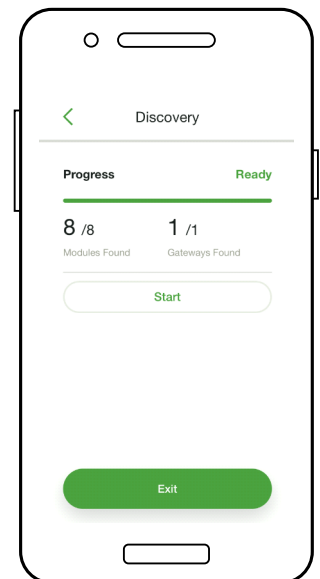 Discovery
Progress Ready
8 /8 1 /1
Modules Found Gateways Found
Start
Exit